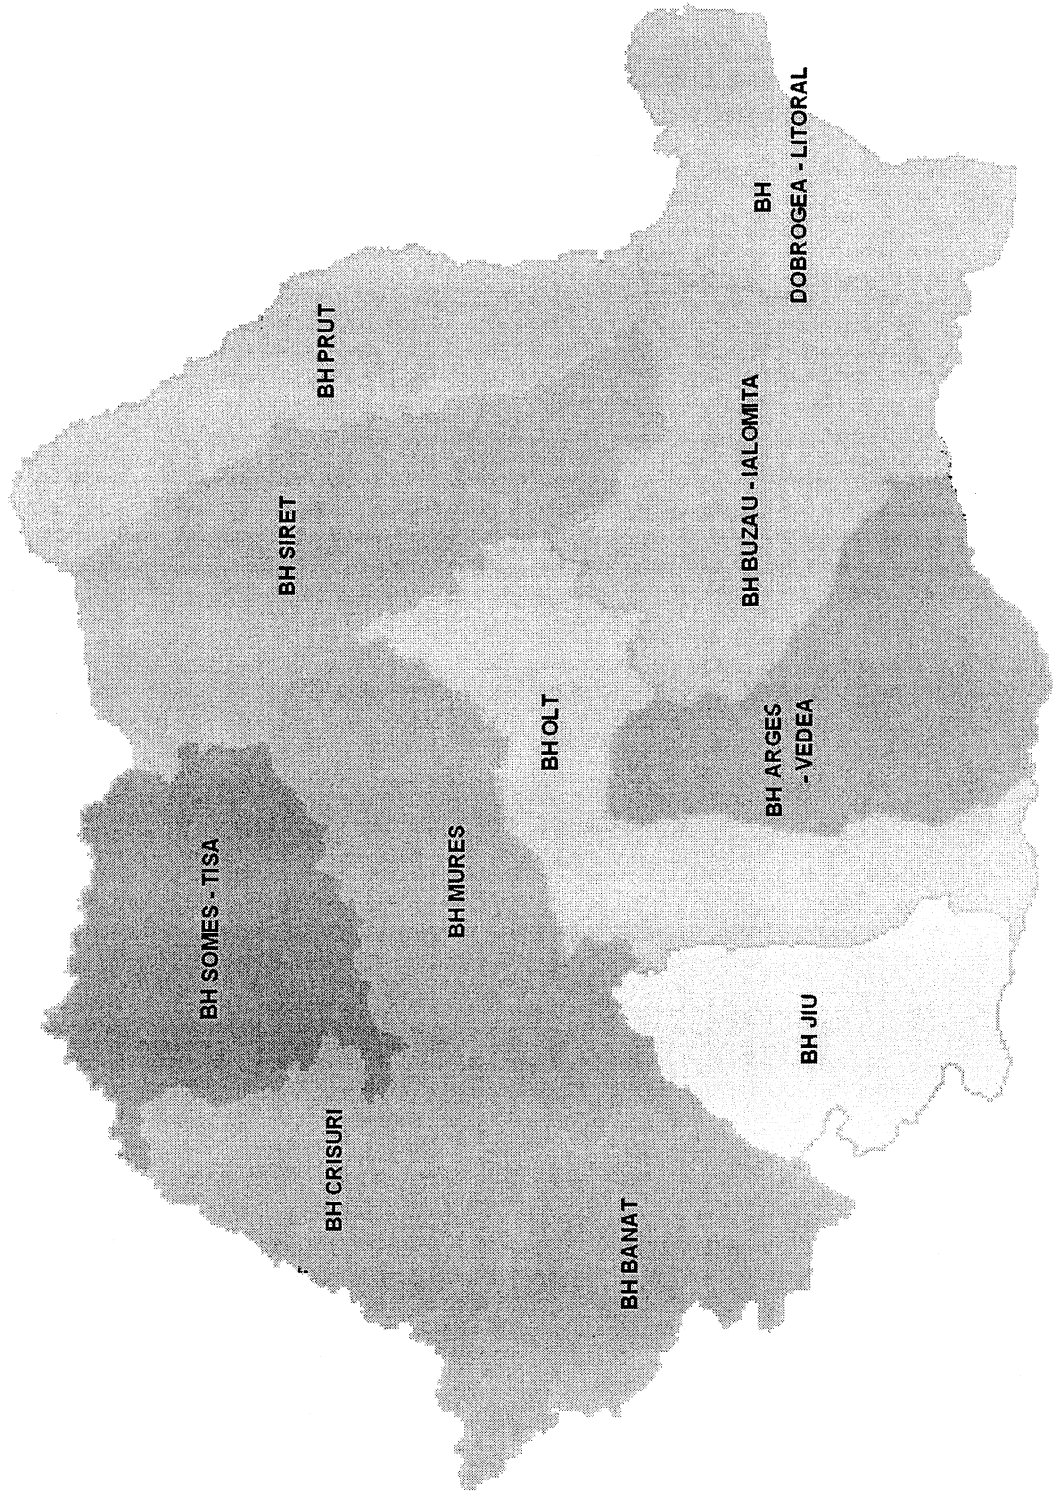 BH SOMES - TISA
BH SIRET
BH PRUT
BH CRISURI
BH MURES
BH OLT
BH BANAT
BH BUZAU - IALOMITA
BH
DOBROGEA - LITORAL
BH ARGES
- VEDEA
BH JIU